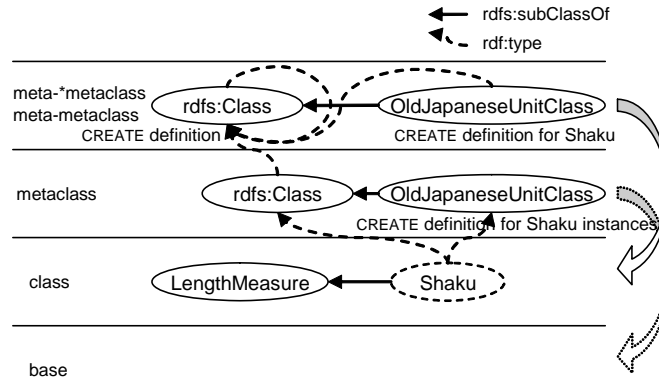 rdfs:subClassOf
rdf:type
meta-*metaclass
meta-metaclass
rdfs:Class
OldJapaneseUnitClass
CREATE definition
CREATE definition for Shaku
metaclass
rdfs:Class
OldJapaneseUnitClass
CREATE definition for Shaku instances
class
LengthMeasure
Shaku
base